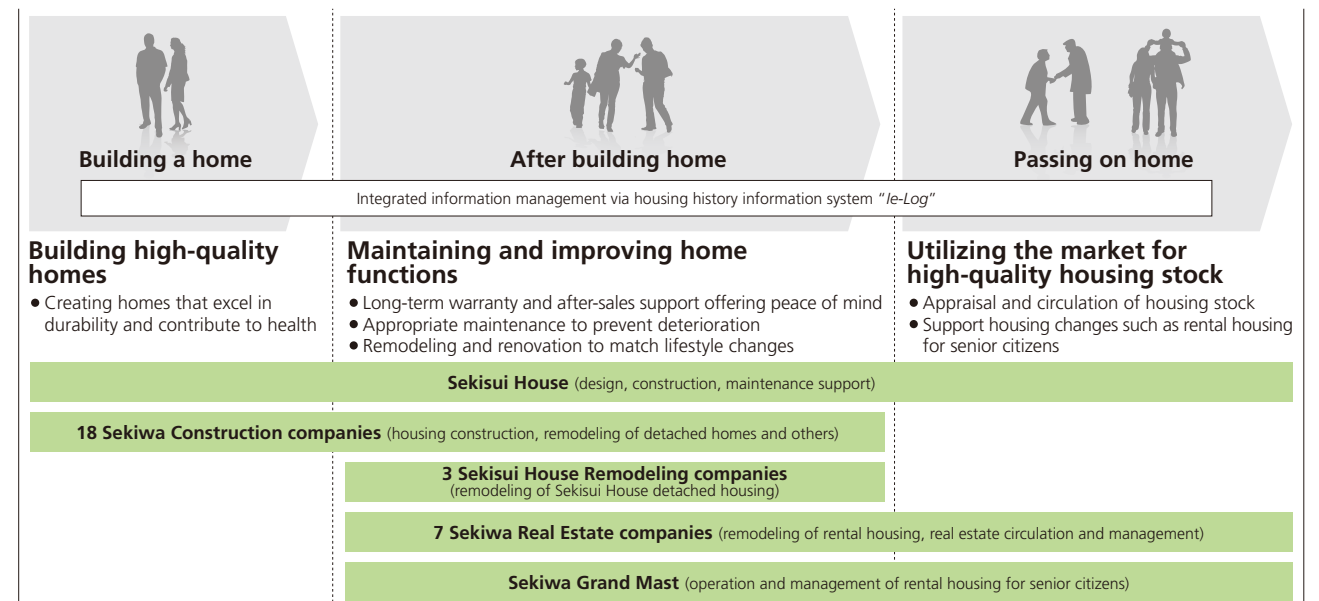 Building a home
After building home
Passing on home
Integrated information management via housing history information system “Ie-Log”
Building high-quality
homes
• Creating homes that excel in
durability and contribute to health
Maintaining and improving home
functions
• Long-term warranty and after-sales support offering peace of mind
• Appropriate maintenance to prevent deterioration
• Remodeling and renovation to match lifestyle changes
Utilizing the market for
high-quality housing stock
• Appraisal and circulation of housing stock
• Support housing changes such as rental housing
for senior citizens
Sekisui House (design, construction, maintenance support)
18 Sekiwa Construction companies (housing construction, remodeling of detached homes and others)
3 Sekisui House Remodeling companies
(remodeling of Sekisui House detached housing)
7 Sekiwa Real Estate companies (remodeling of rental housing, real estate circulation and management)
Sekiwa Grand Mast (operation and management of rental housing for senior citizens)